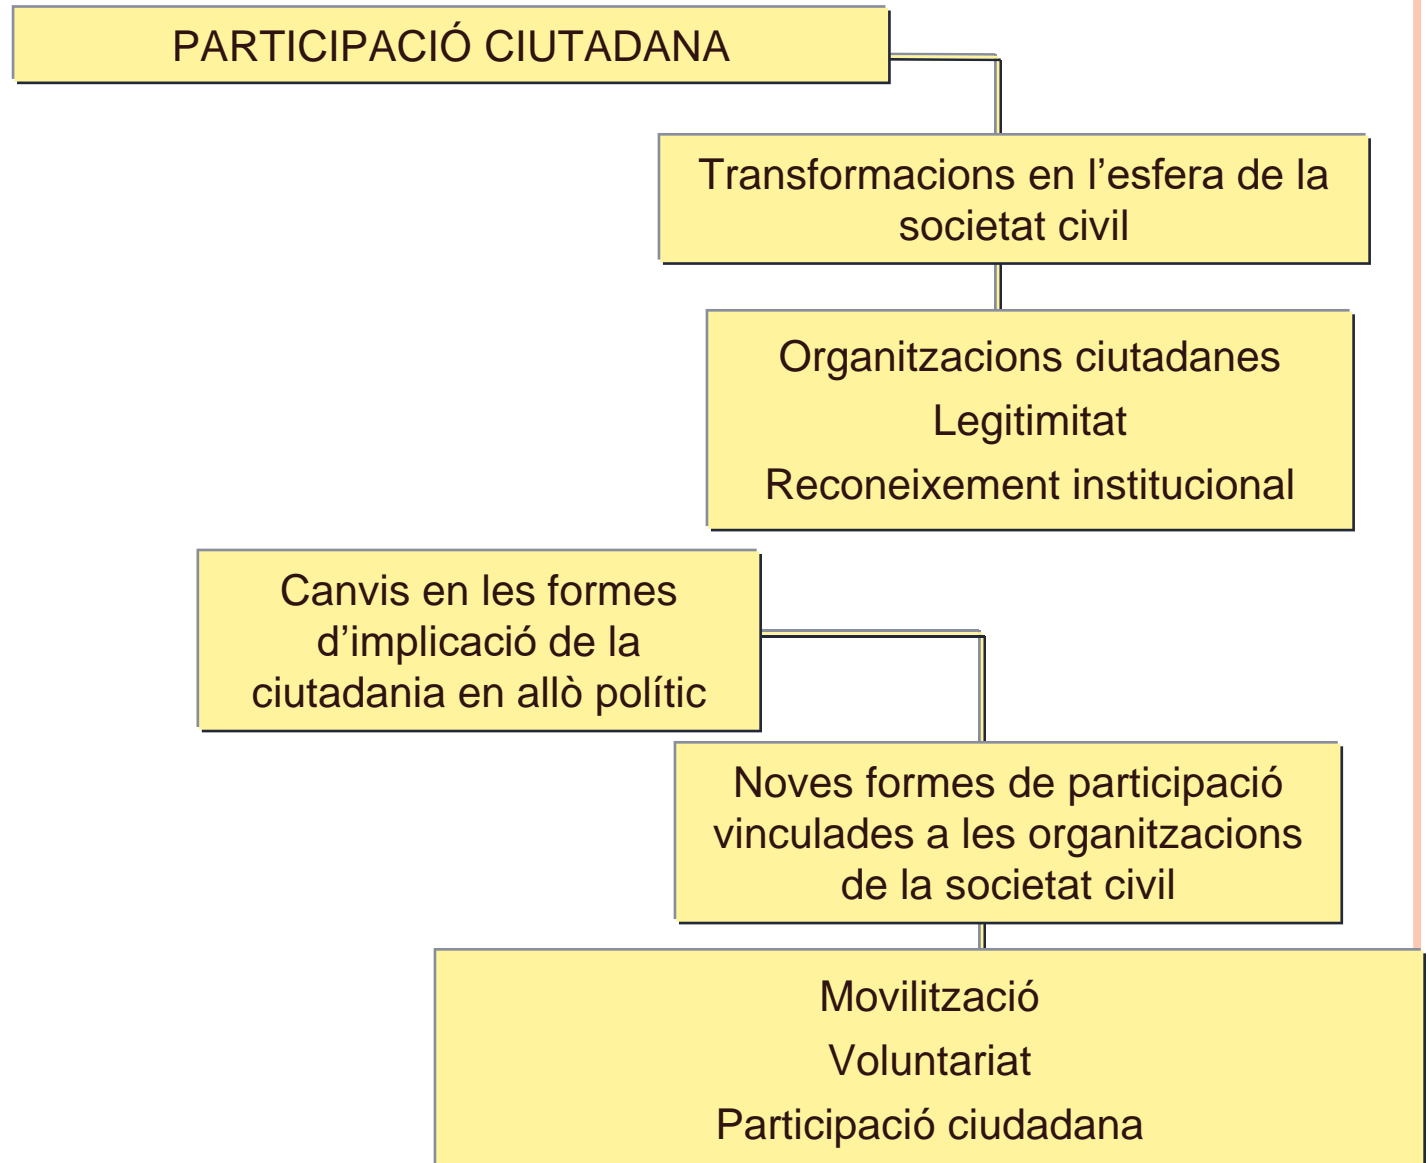 PARTICIPACIÓ CIUTADANA
Transformacions en l’esfera de la
societat civil
Organitzacions ciutadanes
Legitimitat
Reconeixement institucional
Canvis en les formes
d’implicació de la
ciutadania en allò polític
Noves formes de participació
vinculades a les organitzacions
de la societat civil
Movilització
Voluntariat
Participació ciudadana